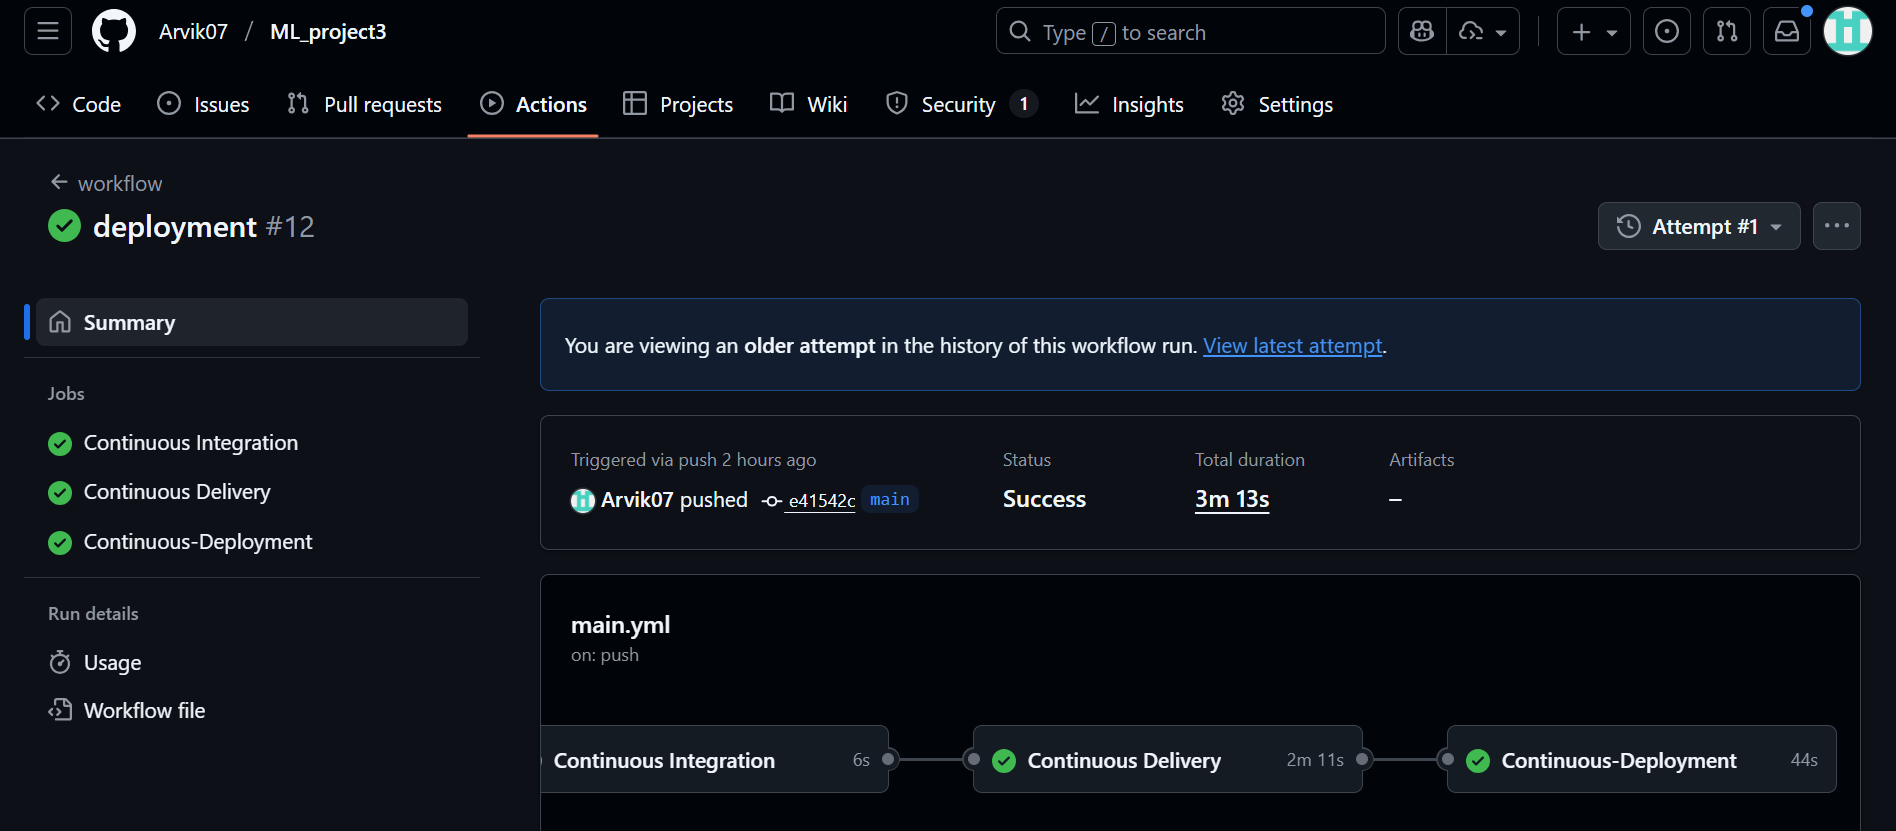 Arvik07 / ML_project3
Type / to search
Code
Issues
Pull requests
Actions
Projects
Wiki
Security 1
Insights
Settings
workflow
deployment #12
Attempt #1
Summary
Jobs
Continuous Integration
Continuous Delivery
Continuous-Deployment
Run details
Usage
Workflow file
You are viewing an older attempt in the history of this workflow run. View latest attempt.
Triggered via push 2 hours ago
Arvik07 pushed e41542c main
Status
Success
Total duration
3m 13s
Artifacts
–
main.yml
on: push
Continuous Integration 6s
Continuous Delivery 2m 11s
Continuous-Deployment 44s